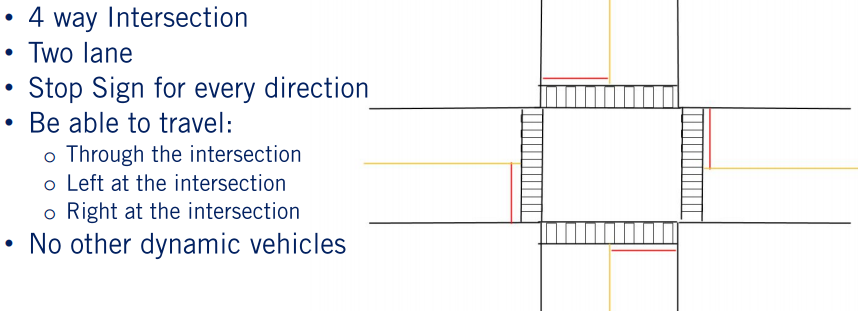 • 4 way Intersection
• Two lane
• Stop Sign for every direction
• Be able to travel:
o Through the intersection
o Left at the intersection
o Right at the intersection
• No other dynamic vehicles